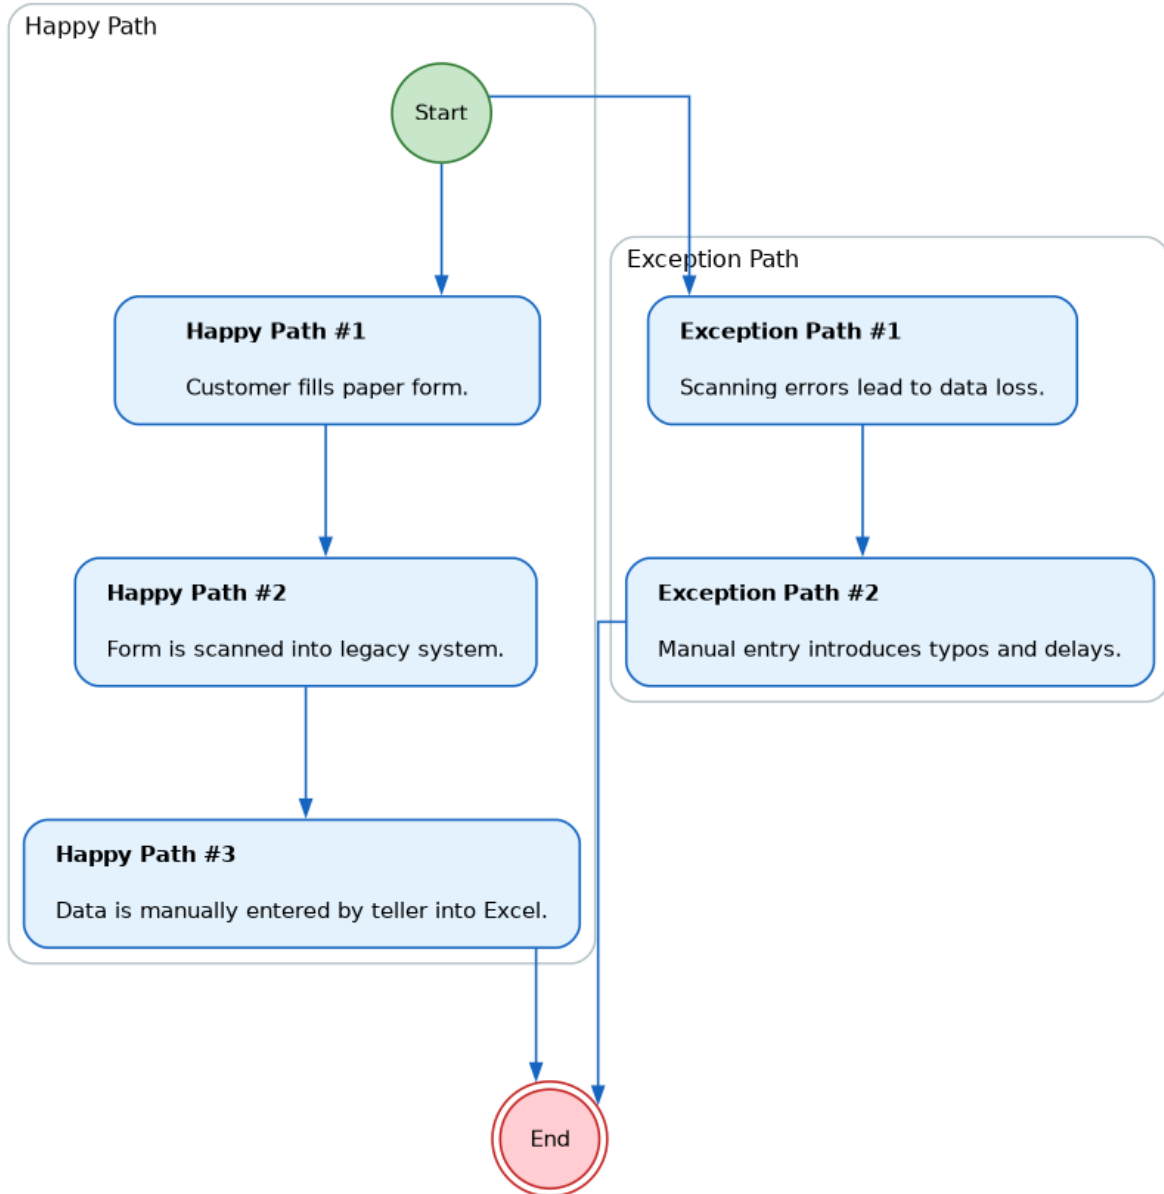 Happy Path
Start
Exception Path
Happy Path #1
Customer fills paper form.
Exception Path #1
Scanning errors lead to data loss.
Happy Path #2
Form is scanned into legacy system.
Exception Path #2
Manual entry introduces typos and delays.
Happy Path #3
Data is manually entered by teller into Excel.
End